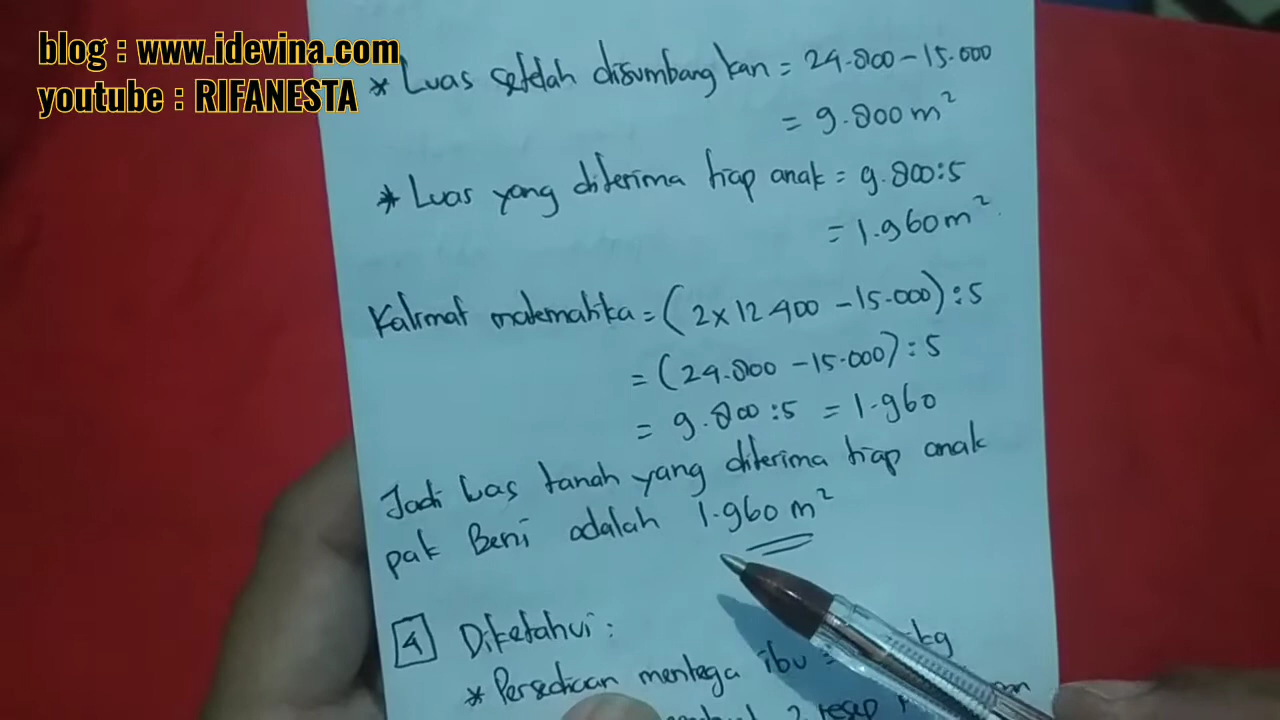 blog : www.idevina.com
youtube : RIFANESTA
* Luas setelah disumbangkan = 24.800 - 15.000
= 9.800 m²
* Luas yang diterima tiap anak = 9.800:5
= 1.960 m²
Kalimat matematika = (2x12.400 - 15.000):5
= (24.800 - 15.000):5
= 9.800 :5 = 1.960
Jadi luas tanah yang diterima tiap anak
pak Beni adalah 1.960 m²
4 Diketahui:
* Persediaan mentega ibu = kg
2 resep